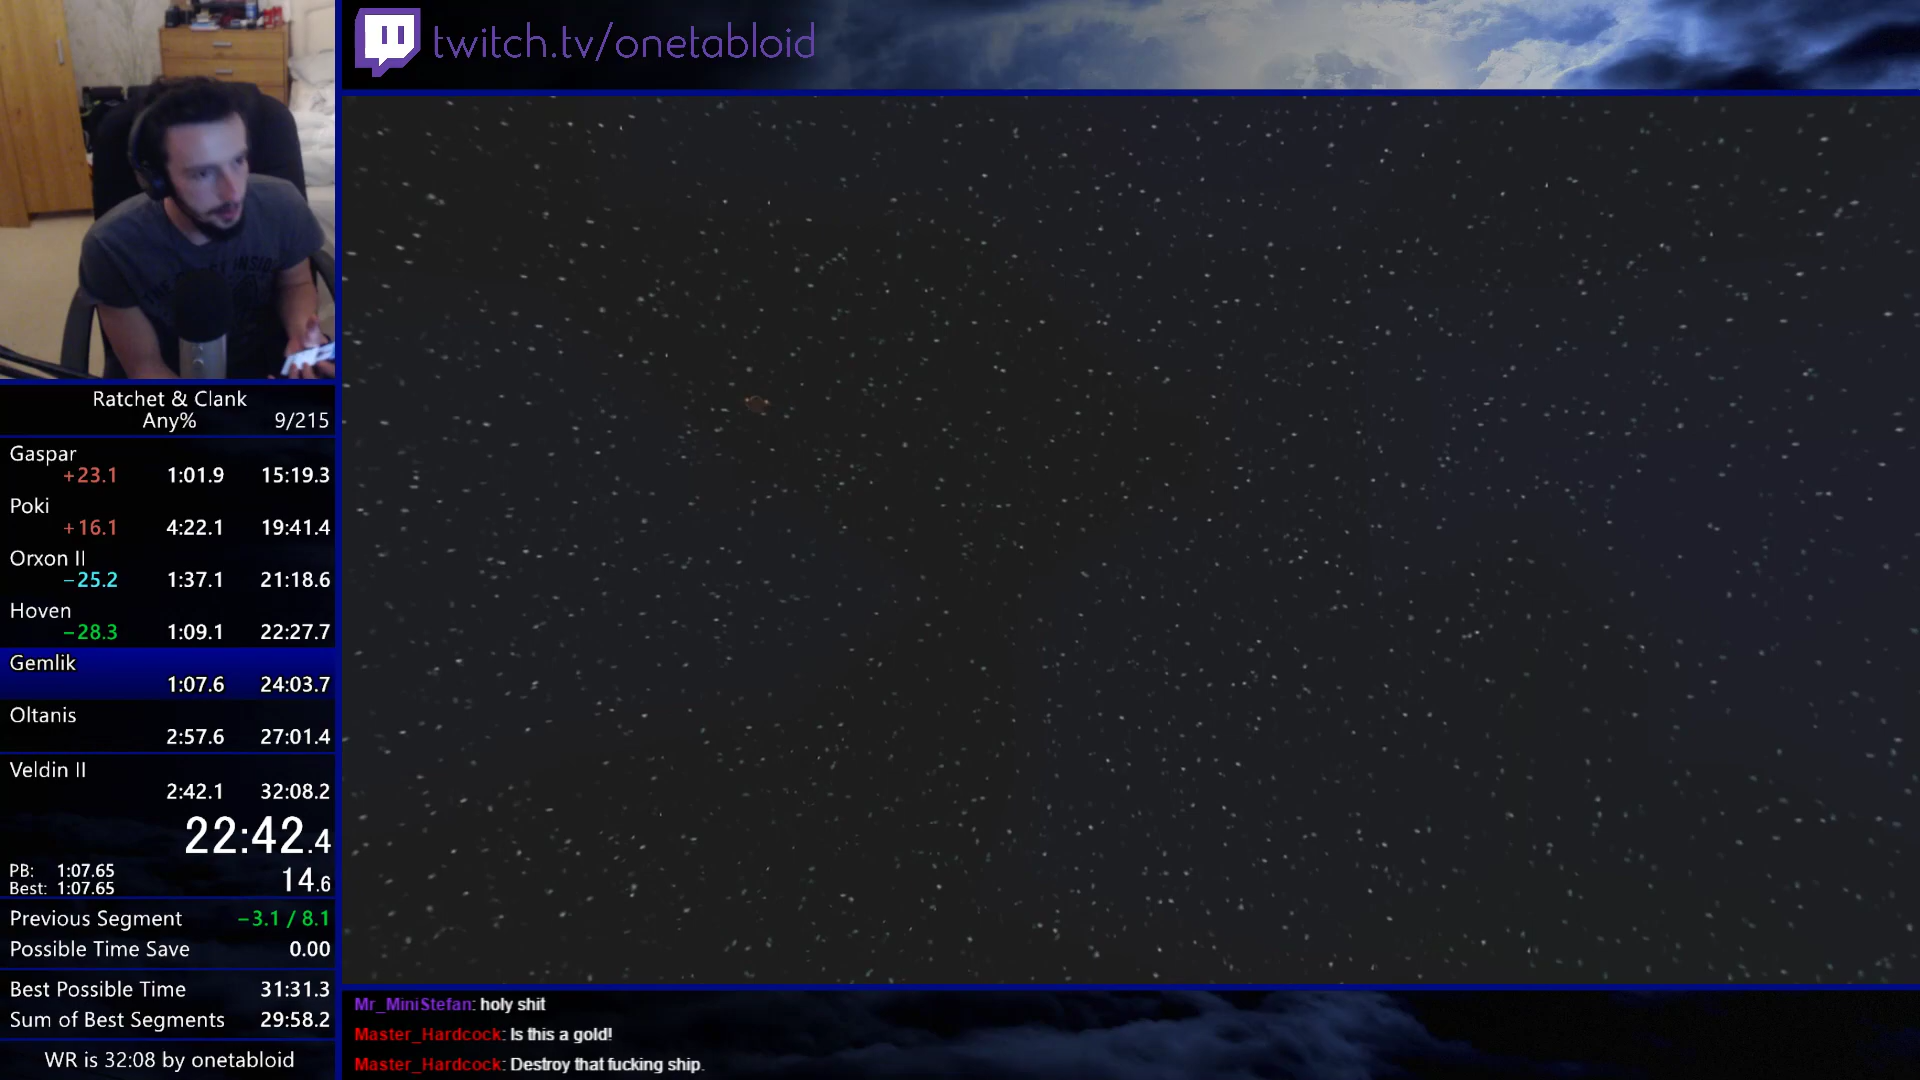 twitch.tv/onetabloid
Ratchet & Clank
Any% 9/215
Gaspar
+23.1 1:01.9 15:19.3
Poki
+16.1 4:22.1 19:41.4
Orxon II
−25.2 1:37.1 21:18.6
Hoven
−28.3 1:09.1 22:27.7
Gemlik
1:07.6 24:03.7
Oltanis
2:57.6 27:01.4
Veldin II
2:42.1 32:08.2
22:42.4
PB: 1:07.65
Best: 1:07.65 14.6
Previous Segment −3.1 / 8.1
Possible Time Save 0.00
Best Possible Time 31:31.3
Sum of Best Segments 29:58.2
WR is 32:08 by onetabloid
Mr_MiniStefan: holy shit
Master_Hardcock: Is this a gold!
Master_Hardcock: Destroy that fucking ship.